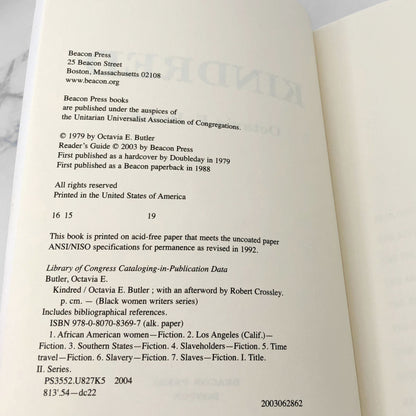 Beacon Press
25 Beacon Street
Boston, Massachusetts 02108
www.beacon.org
Beacon Press books
are published under the auspices of
the Unitarian Universalist Association of Congregations.
© 1979 by Octavia E. Butler
Reader's Guide © 2003 by Beacon Press
First published as a hardcover by Doubleday in 1979
First published as a Beacon paperback in 1988
All rights reserved
Printed in the United States of America
16 15 19
This book is printed on acid-free paper that meets the uncoated paper
ANSI/NISO specifications for permanence as revised in 1992.
Library of Congress Cataloging-in-Publication Data
Butler, Octavia E.
Kindred / Octavia E. Butler ; with an afterword by Robert Crossley.
p. cm. — (Black women writers series)
Includes bibliographical references.
ISBN 978-0-8070-8369-7 (alk. paper)
1. African American women—Fiction. 2. Los Angeles (Calif.)—
Fiction. 3. Southern States—Fiction. 4. Slaveholders—Fiction. 5. Time
travel—Fiction. 6. Slavery—Fiction. 7. Slaves—Fiction. I. Title.
II. Series.
PS3552.U827K5 2004
813'.54—dc22
2003062862